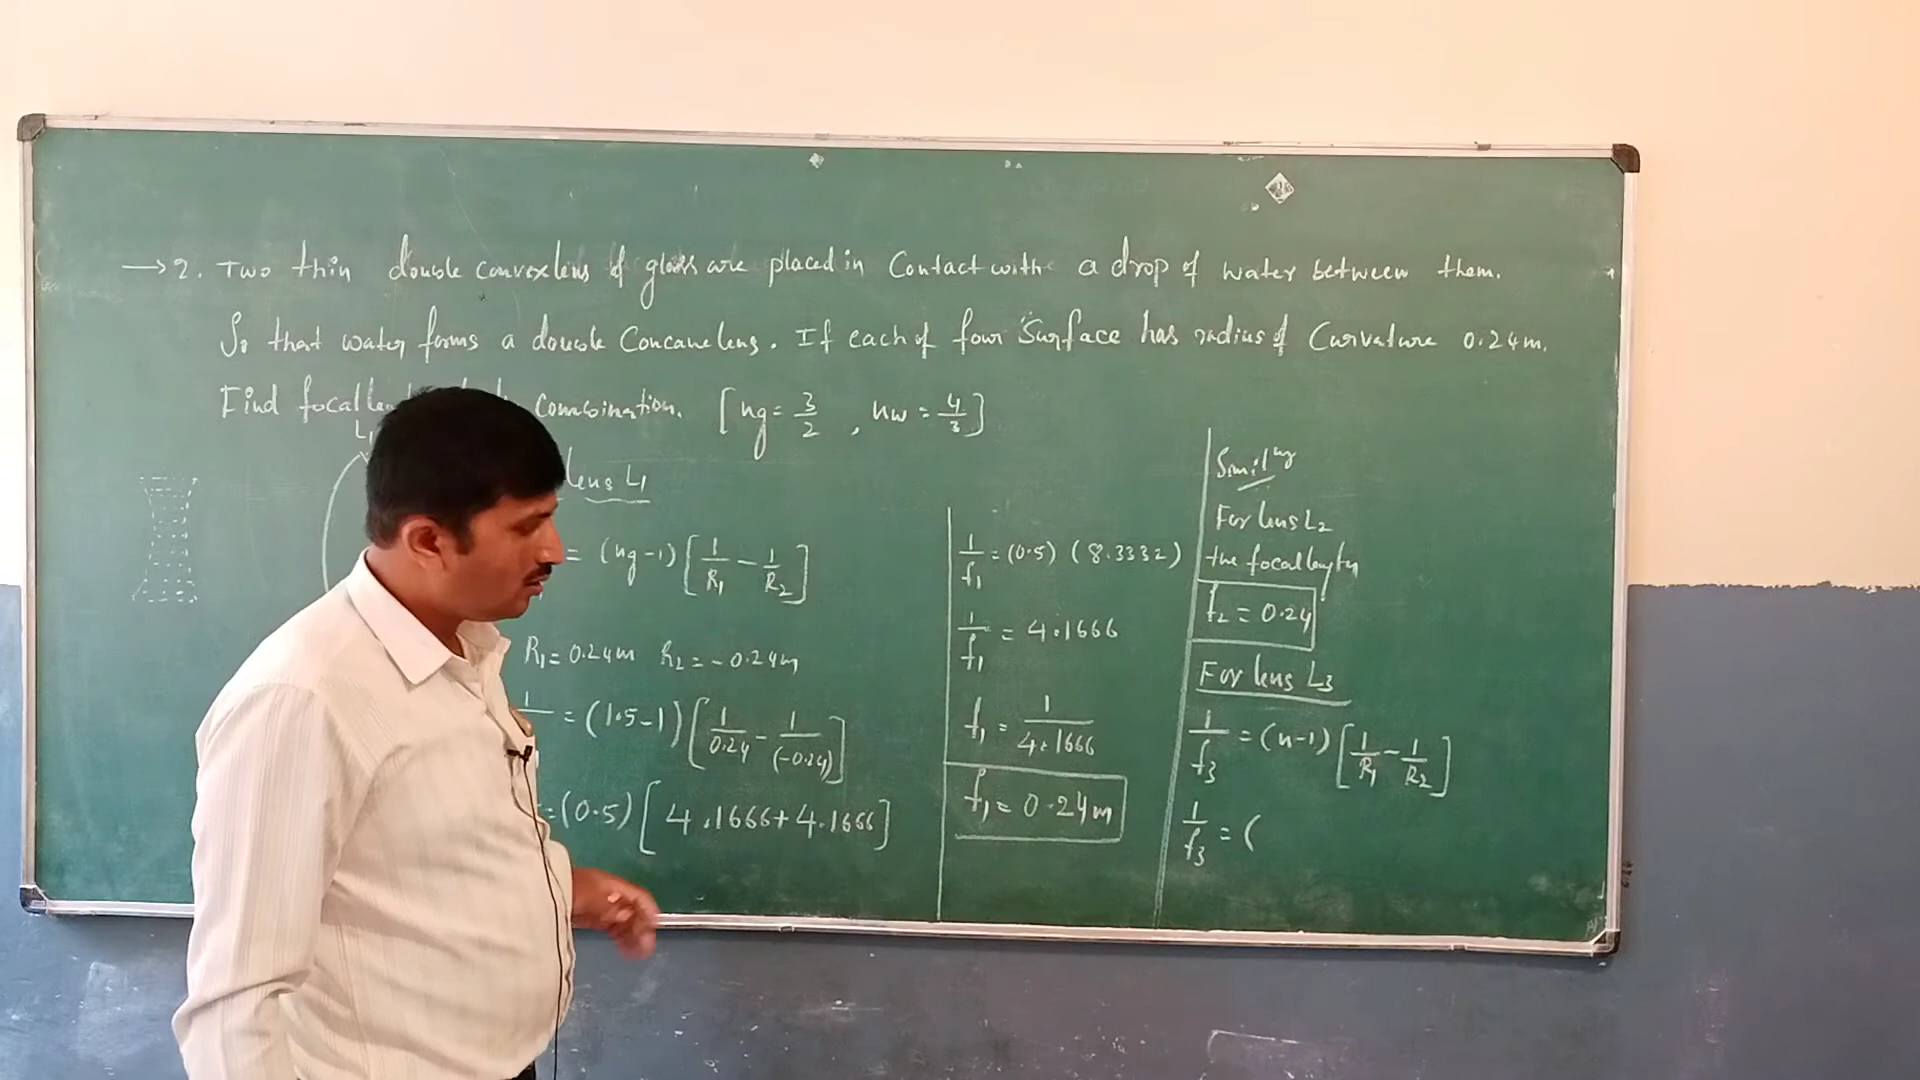 → 2. Two thin double convex lens of glass are placed in contact with a drop of water between them.
So that water forms a double Concave lens. If each of four Surface has radius of Curvature 0.24m.
Find focal combination. [ng = 3/2 , nw = 4/3]
L1
lens L1
= (ng-1) [1/R1 - 1/R2]
R1 = 0.24m R2 = -0.24m
= (1.5-1) [1/0.24 - 1/(-0.24)]
= (0.5) [4.1666+4.1666]
1/f1 = (0.5) (8.3332)
1/f1 = 4.1666
f1 = 1/4.1666
f1 = 0.24m
For lens L2
the focal length
f2 = 0.24
For lens L3
1/f3 = (n-1) [1/R1 - 1/R2]
1/f3 = (